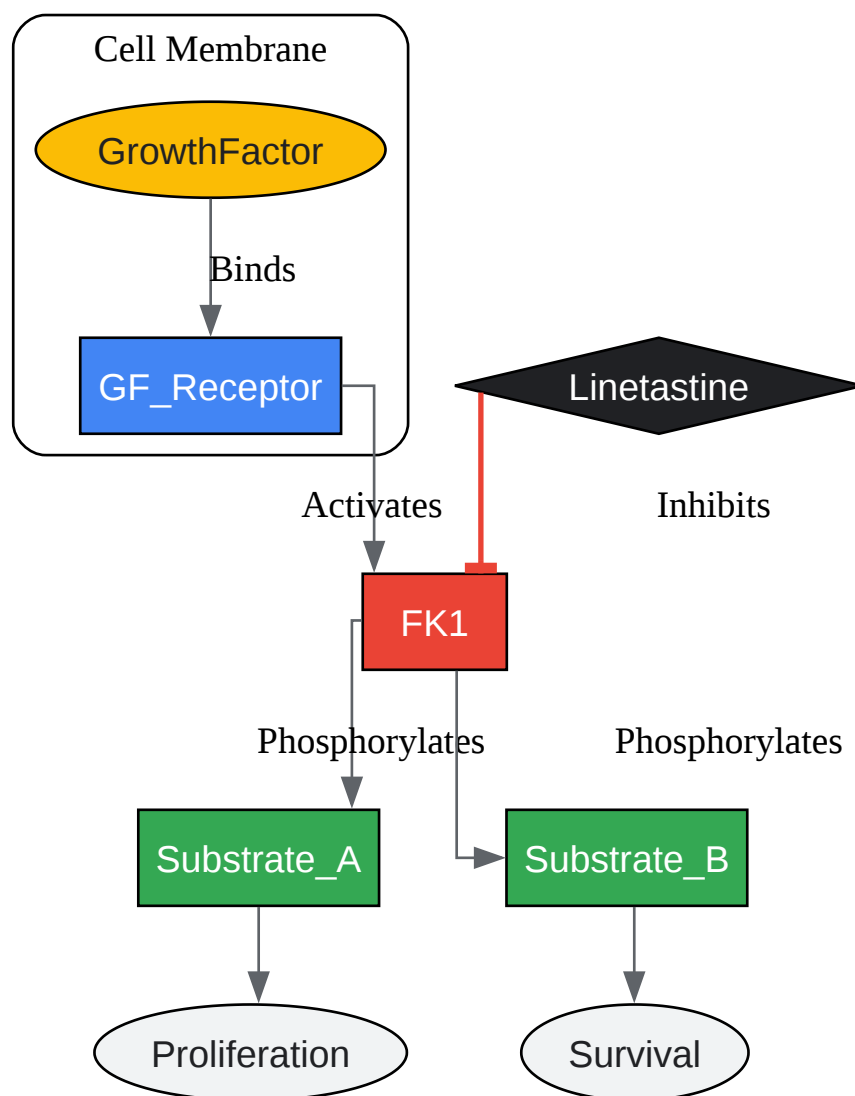 Cell Membrane
GrowthFactor
Binds
GF_Receptor
Linetastine
Activates
Inhibits
FK1
Phosphorylates
Phosphorylates
Substrate_A
Substrate_B
Proliferation
Survival